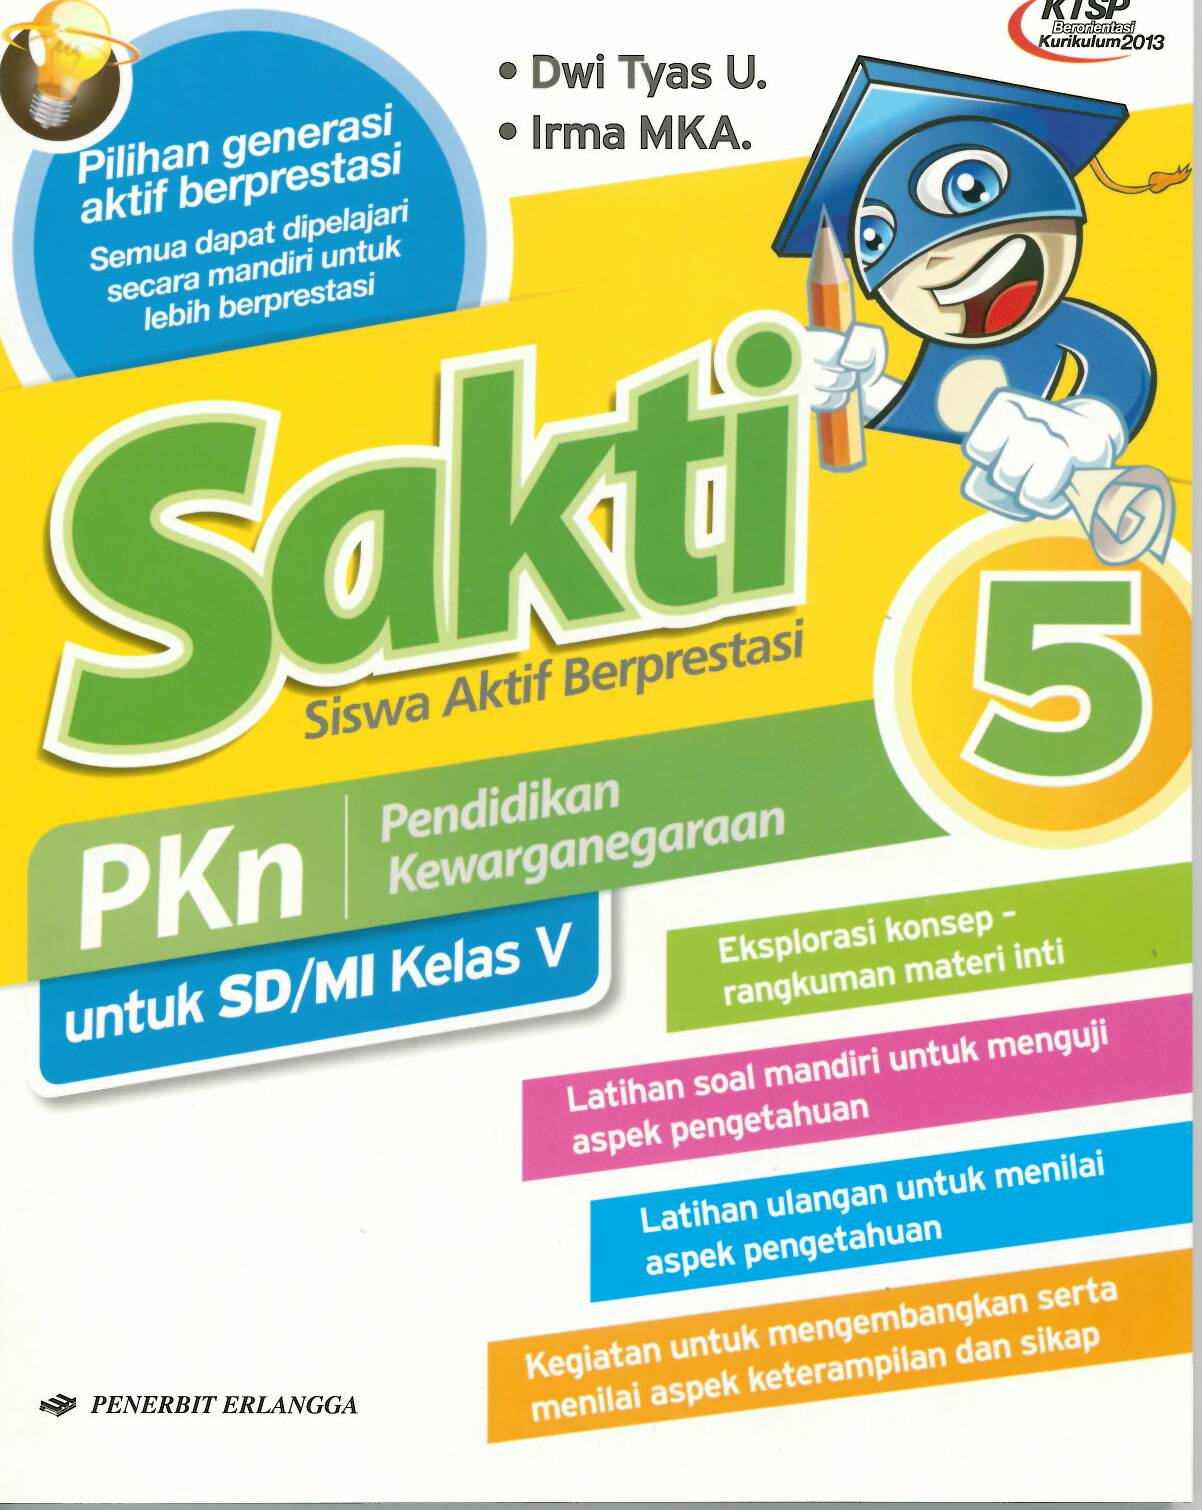 KTSP
Berorientasi
Kurikulum2013
• Dwi Tyas U.
• Irma MKA.
Pilihan generasi
aktif berprestasi
Semua dapat dipelajari
secara mandiri untuk
lebih berprestasi
Sakti
Siswa Aktif Berprestasi
5
PKn
Pendidikan
Kewarganegaraan
untuk SD/MI Kelas V
Eksplorasi konsep –
rangkuman materi inti
Latihan soal mandiri untuk menguji
aspek pengetahuan
Latihan ulangan untuk menilai
aspek pengetahuan
Kegiatan untuk mengembangkan serta
menilai aspek keterampilan dan sikap
PENERBIT ERLANGGA